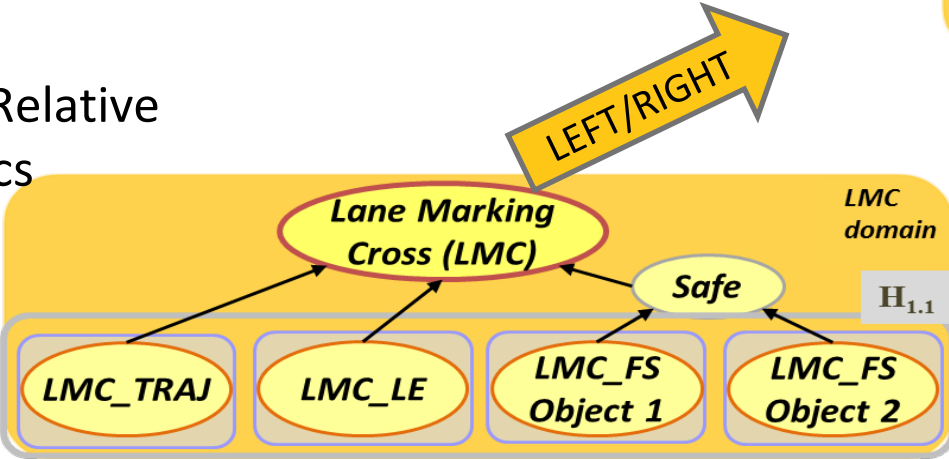 Relative
cs
LEFT/RIGHT
LMC
domain
Lane Marking
Cross (LMC)
Safe
H1.1
LMC_TRAJ
LMC_LE
LMC_FS
Object 1
LMC_FS
Object 2